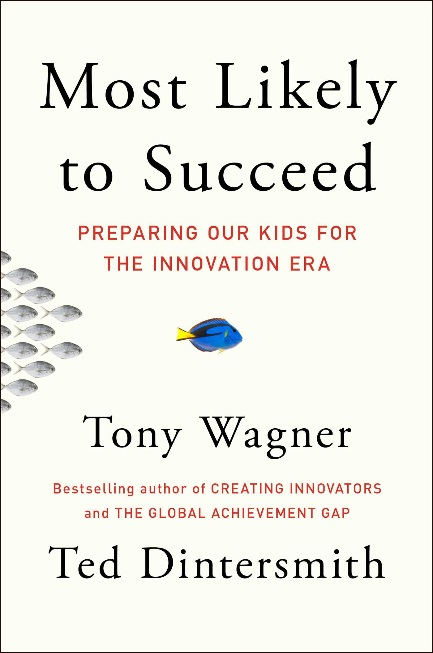 Most Likely
to Succeed
PREPARING OUR KIDS FOR
THE INNOVATION ERA
Tony Wagner
Bestselling author of CREATING INNOVATORS
and THE GLOBAL ACHIEVEMENT GAP
Ted Dintersmith